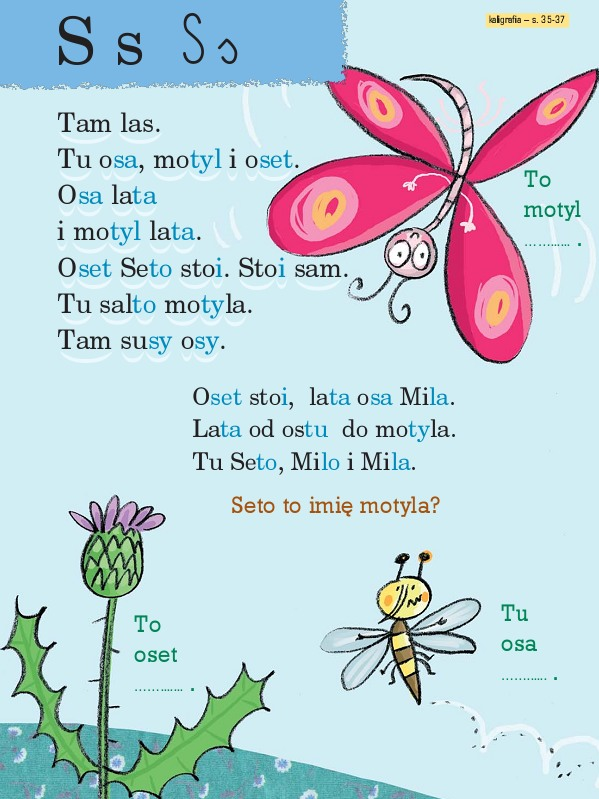 S s S s
kaligrafia – s. 35-37
Tam las.
Tu osa, motyl i oset.
Osa lata
i motyl lata.
Oset Seto stoi. Stoi sam.
Tu salto motyla.
Tam susy osy.
To
motyl
............ .
Oset stoi, lata osa Mila.
Lata od ostu do motyla.
Tu Seto, Milo i Mila.
Seto to imię motyla?
To
oset
............ .
Tu
osa
............ .